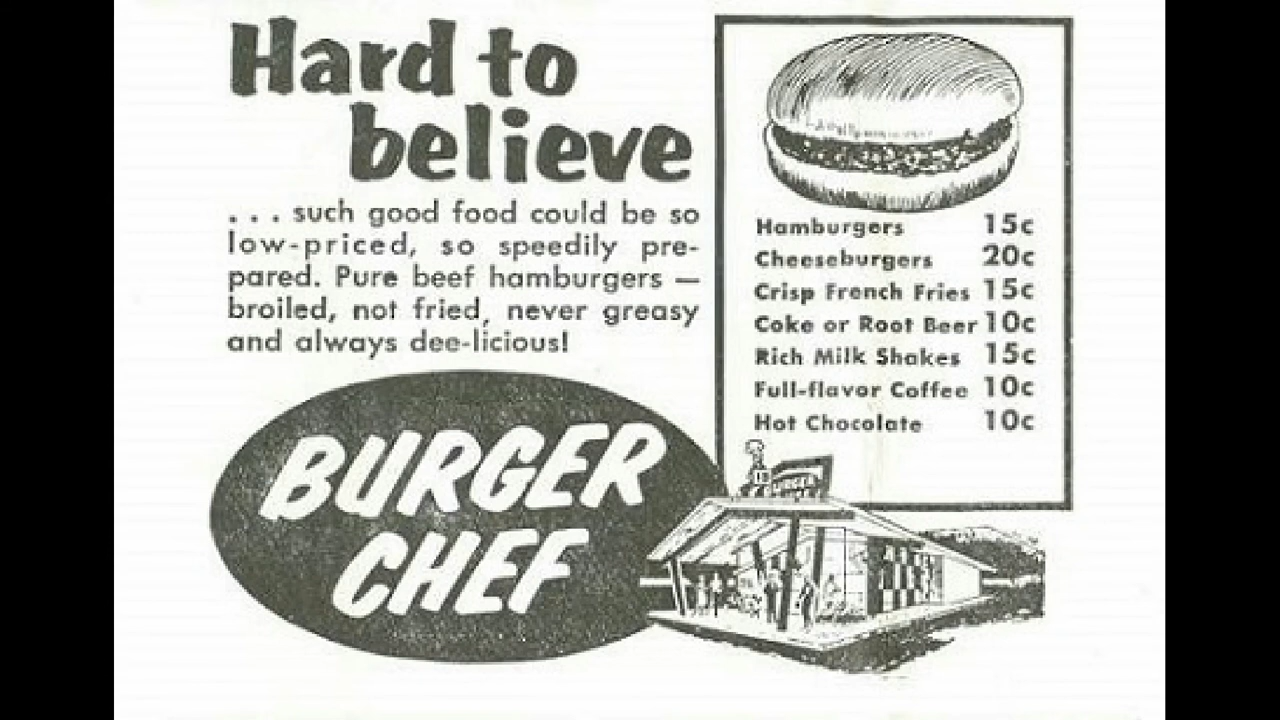 Hard to
believe
. . . such good food could be so
low-priced, so speedily pre-
pared. Pure beef hamburgers —
broiled, not fried, never greasy
and always dee-licious!
Hamburgers 15c
Cheeseburgers 20c
Crisp French Fries 15c
Coke or Root Beer 10c
Rich Milk Shakes 15c
Full-flavor Coffee 10c
Hot Chocolate 10c
BURGER
CHEF
BURGER